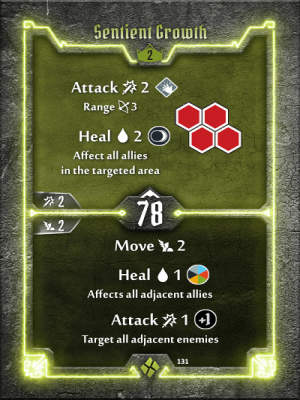 Sentient Growth
2
Attack 2
Range 3
Heal 2
Affect all allies
in the targeted area
2
78
2
Move 2
Heal 1
Affects all adjacent allies
Attack 1 +1
Target all adjacent enemies
131